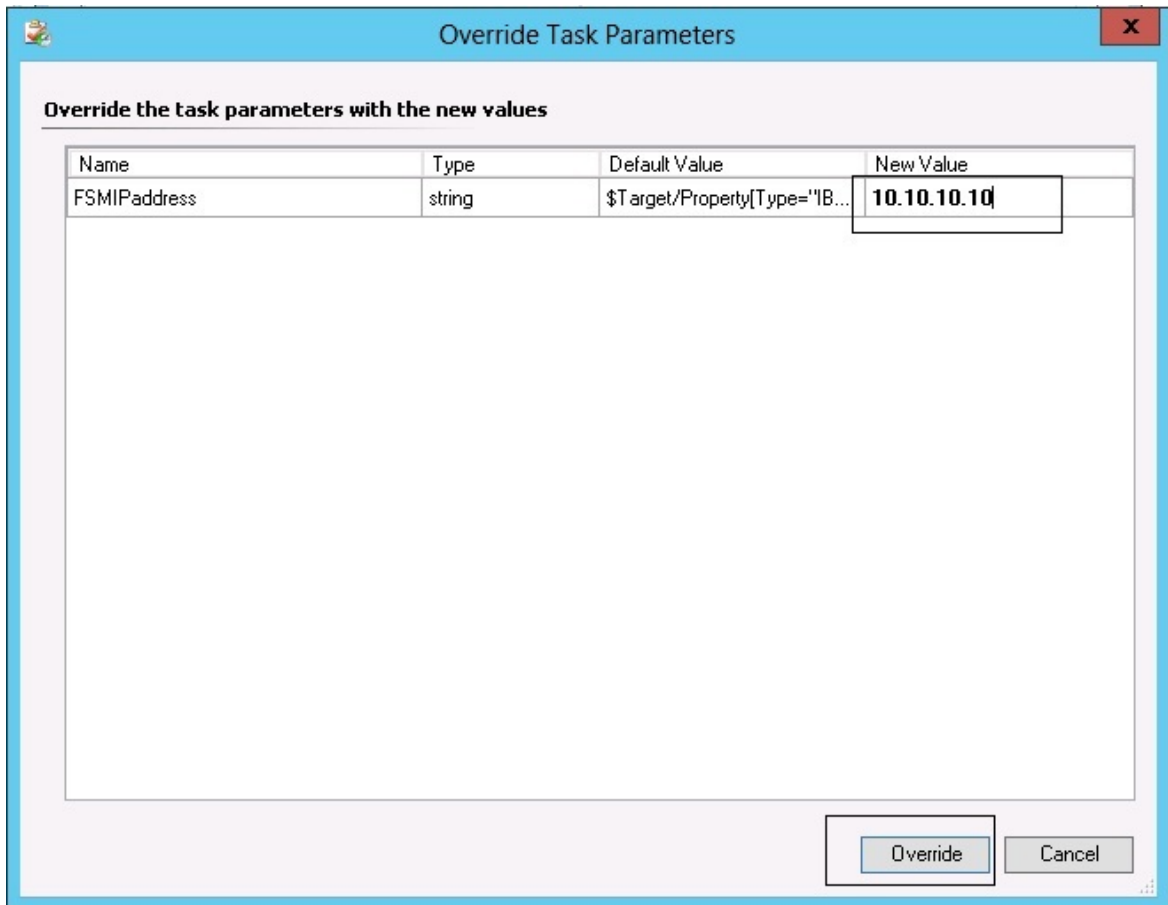 Override Task Parameters
x
Override the task parameters with the new values
Name Type Default Value New Value
FSMIPaddress string $Target/Property[Type="IB... 10.10.10.10
Override Cancel